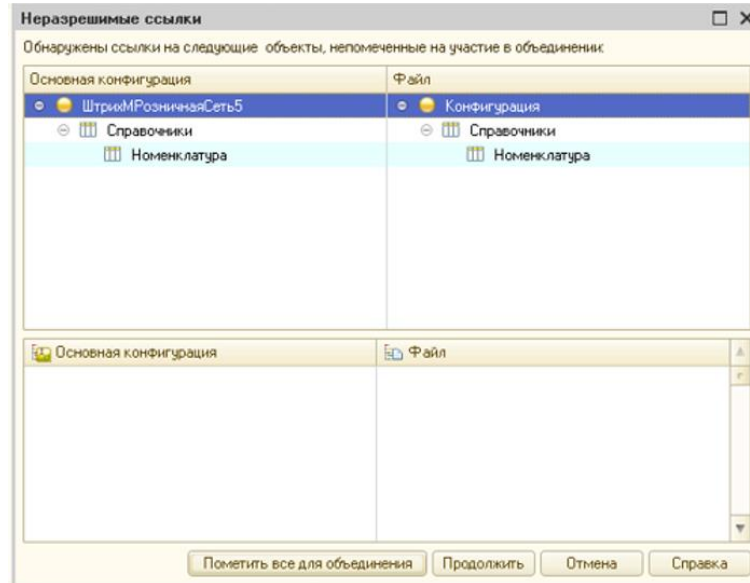 Неразрешимые ссылки
Обнаружены ссылки на следующие объекты, непомеченные на участие в объединении:
Основная конфигурация Файл
ШтрихМРозничнаяСеть5 Конфигурация
Справочники Справочники
Номенклатура Номенклатура
Основная конфигурация Файл
Пометить все для объединения Продолжить Отмена Справка